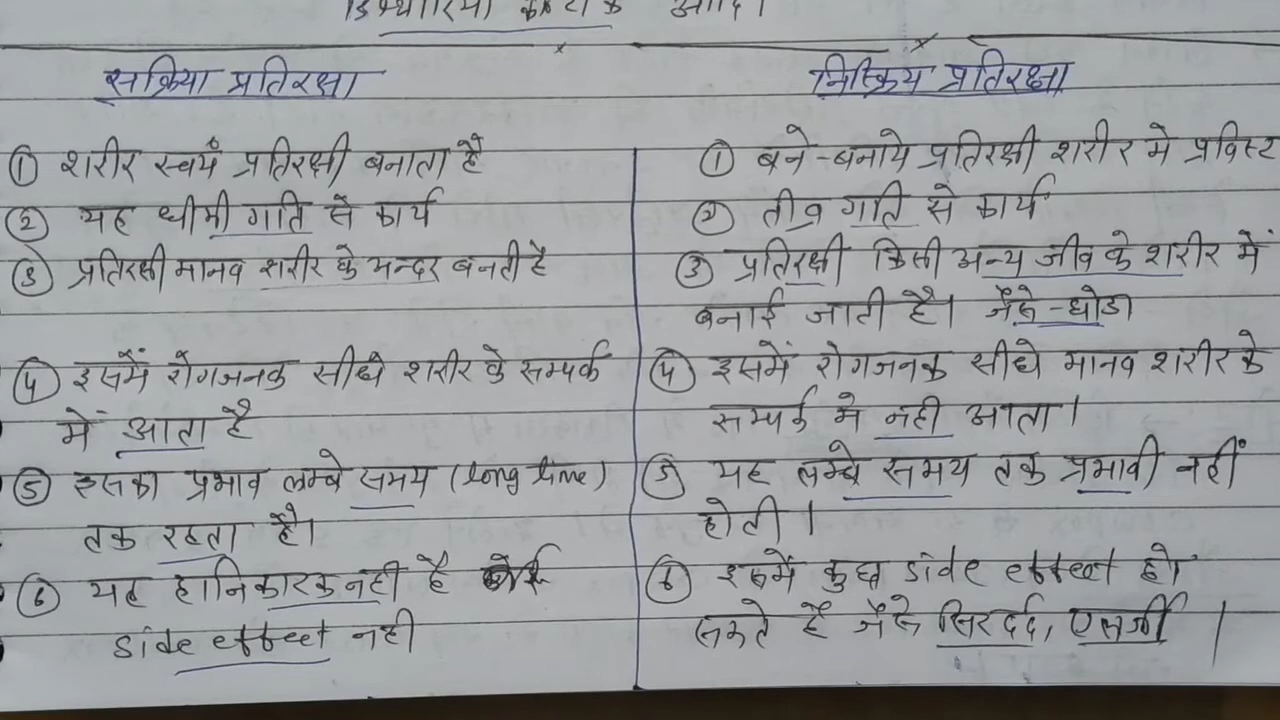 आदि।
सक्रिया प्रतिरक्षा
① शरीर स्वयं प्रतिरक्षी बनाता है
② यह धीमी गति से कार्य
③ प्रतिरक्षी मानव शरीर के अन्दर बनती है
④ इसमें रोगजनक सीधे शरीर के सम्पर्क
में आता है
⑤ इसका प्रभाव लम्बे समय (long time)
तक रहता है।
⑥ यह हानिकारक नही है कोई
side effect नही
निष्क्रिय प्रतिरक्षा
① बने-बनाये प्रतिरक्षी शरीर मे प्रविस्ट
② तीव्र गति से कार्य
③ प्रतिरक्षी किसी अन्य जीव के शरीर में
बनाई जाती है। जैसे-घोडा
④ इसमें रोगजनक सीधे मानव शरीर के
सम्पर्क मे नही आता।
⑤ यह लम्बे समय तक प्रभावी नहीं
होती।
⑥ इसमें कुछ side effect हो
सकते है जैसे सिरदर्द, एलर्जी।